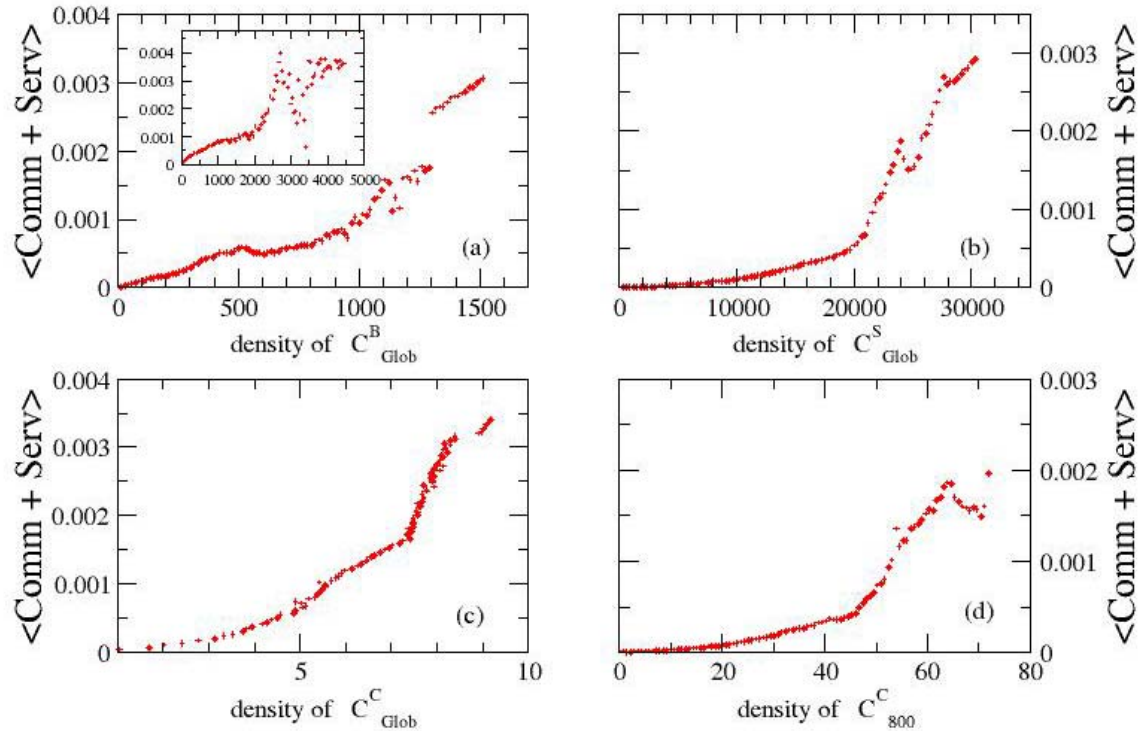 0.004
0.003
0.002
0.001
0
<Comm + Serv>
0.004
0.003
0.002
0.001
0
0 1000 2000 3000 4000 5000
(a)
0 500 1000 1500
density of C^B_Glob
0.003
0.002
0.001
0
<Comm + Serv>
(b)
0 10000 20000 30000
density of C^S_Glob
0.004
0.003
0.002
0.001
0
<Comm + Serv>
(c)
5 10
density of C^C_Glob
0.003
0.002
0.001
0
<Comm + Serv>
(d)
0 20 40 60 80
density of C^C_800